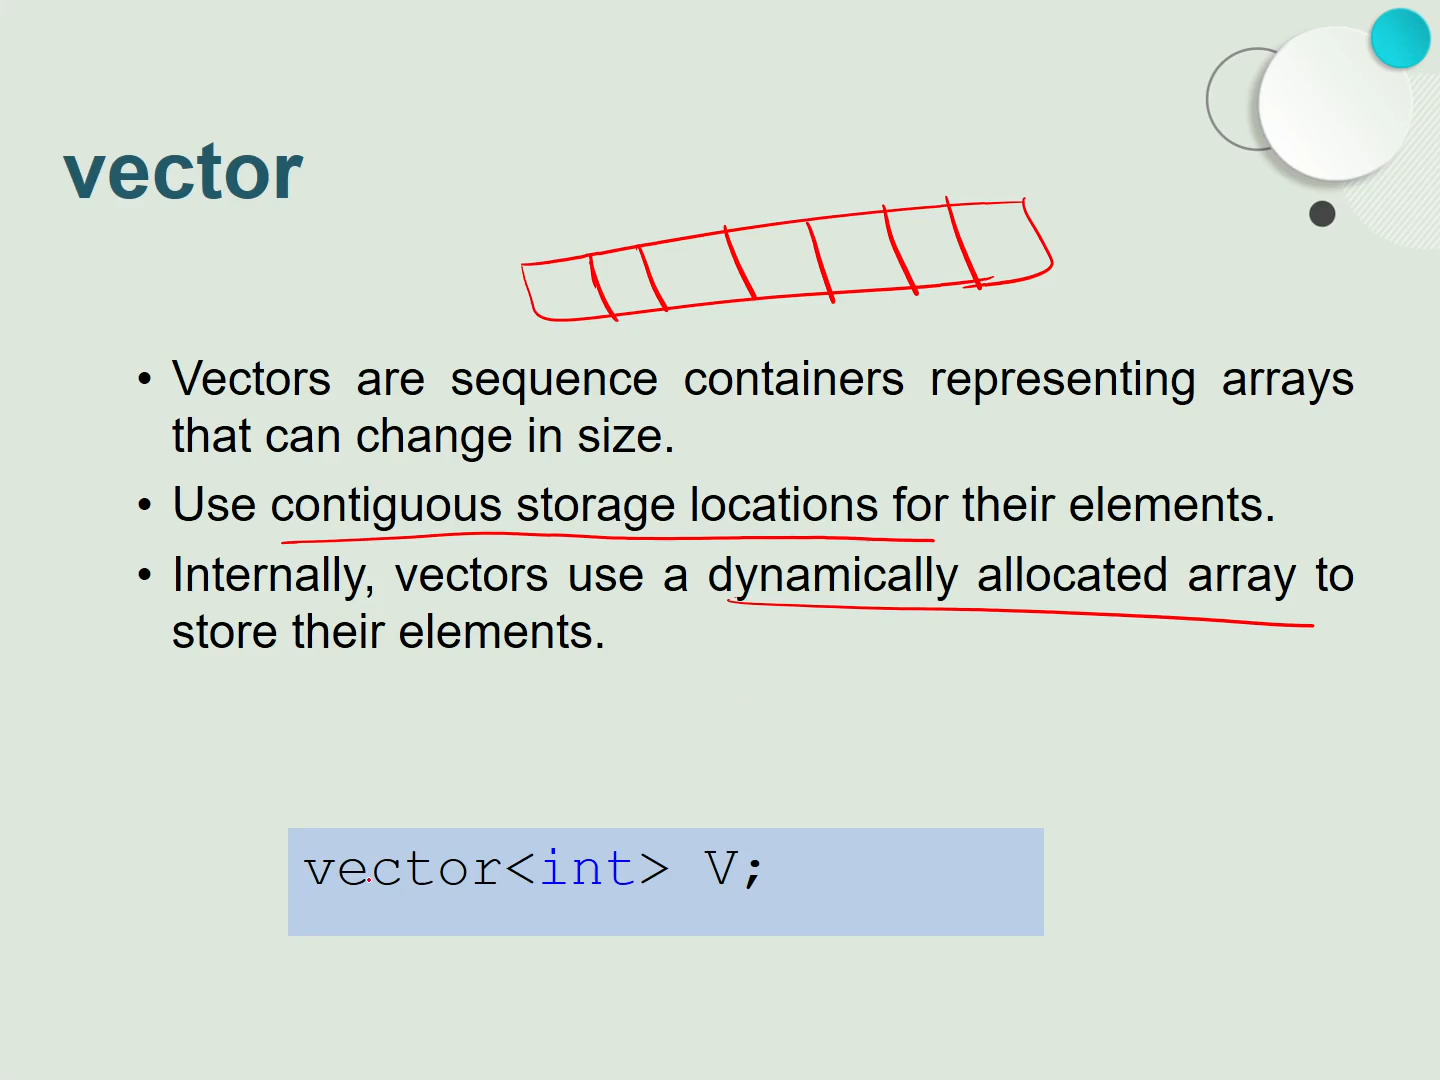 vector
• Vectors are sequence containers representing arrays
that can change in size.
• Use contiguous storage locations for their elements.
• Internally, vectors use a dynamically allocated array to
store their elements.
vector<int> V;